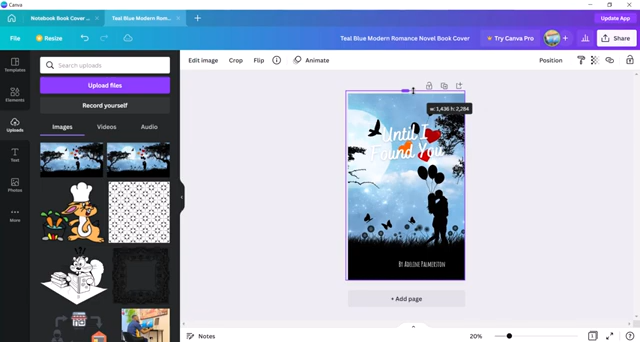 Canva
Notebook Book Cover ...
Teal Blue Modern Rom...
Update App
File
Resize
Teal Blue Modern Romance Novel Book Cover
Try Canva Pro
Share
Templates
Elements
Uploads
Text
Photos
More
Search uploads
Upload files
Record yourself
Images
Videos
Audio
Edit image
Crop
Flip
Animate
Position
w: 1,436 h: 2,284
Until I
Found You
By Adeline Palmerston
+ Add page
Notes
20%
1